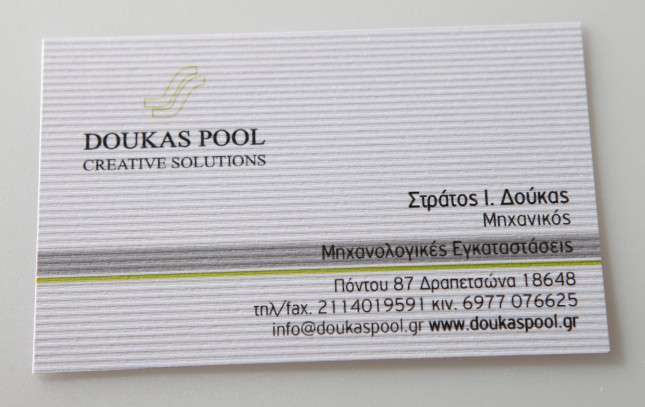 DOUKAS POOL
CREATIVE SOLUTIONS
Στράτος Ι. Δούκας
Μηχανικός
Μηχανολογικές Εγκαταστάσεις
Πόντου 87 Δραπετσώνα 18648
τηλ/fax. 2114019591 κιν. 6977 076625
info@doukaspool.gr www.doukaspool.gr